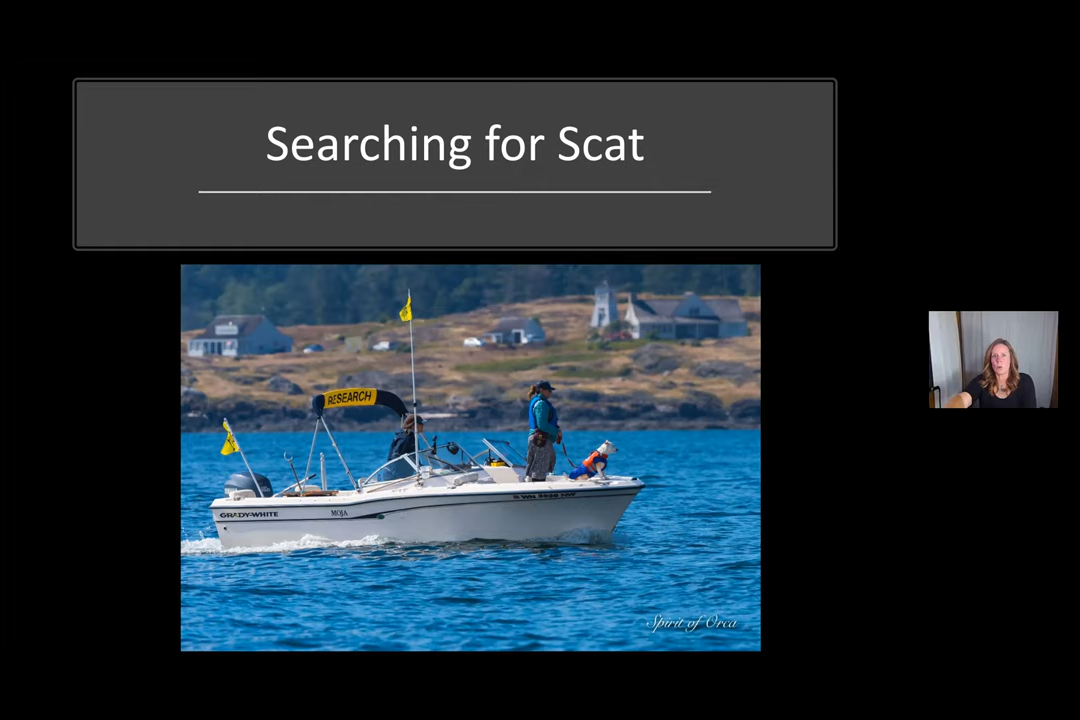 Searching for Scat
RESEARCH
GRADY-WHITE
MOJA
Spirit of Orca